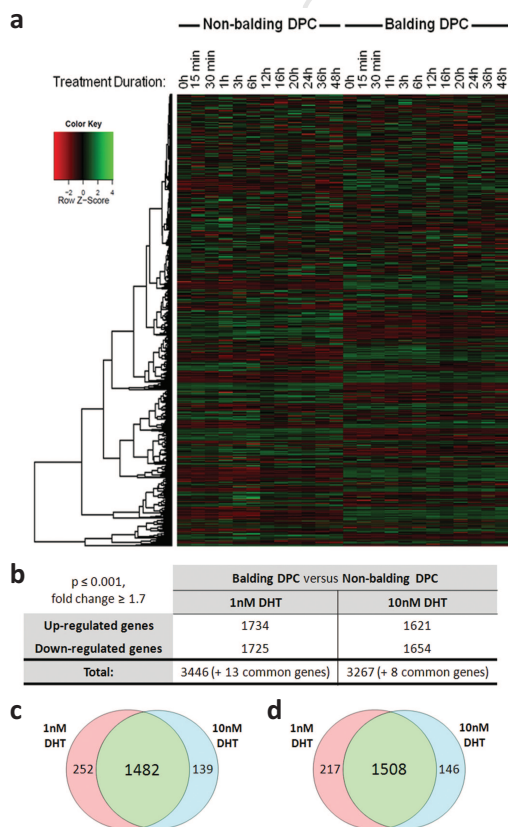 a
Non-balding DPC Balding DPC
Treatment Duration: 0h 15 min 30 min 1h 3h 6h 12h 16h 20h 24h 36h 48h 0h 15 min 30 min 1h 3h 6h 12h 16h 20h 24h 36h 48h
Color Key
−2 0 2 4
Row Z-Score
b
p ≤ 0.001,
fold change ≥ 1.7
Balding DPC versus Non-balding DPC
1nM DHT 10nM DHT
Up-regulated genes 1734 1621
Down-regulated genes 1725 1654
Total: 3446 (+ 13 common genes) 3267 (+ 8 common genes)
c
1nM DHT
10nM DHT
252 1482 139
d
1nM DHT
10nM DHT
217 1508 146